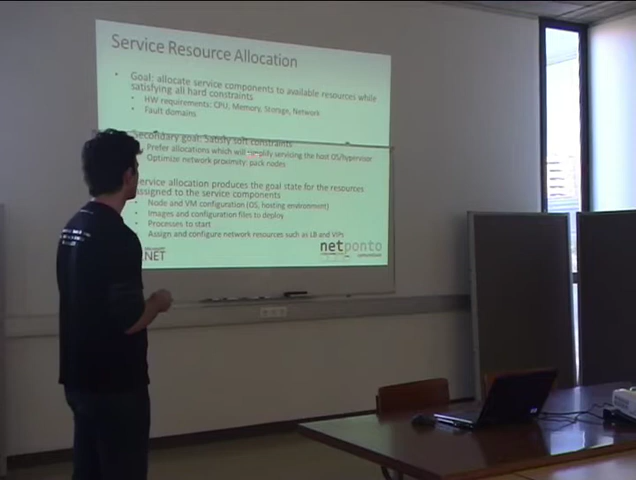 Service Resource Allocation
• Goal: allocate service components to available resources while
satisfying all hard constraints
• HW requirements: CPU, Memory, Storage, Network
• Fault domains
Secondary goal: Satisfy soft constraints
Prefer allocations which will simplify servicing the host OS/hypervisor
Optimize network proximity: pack nodes
Service allocation produces the goal state for the resources
assigned to the service components
Node and VM configuration (OS, hosting environment)
Images and configuration files to deploy
Processes to start
Assign and configure network resources such as LB and VIPs
.NET
netponto